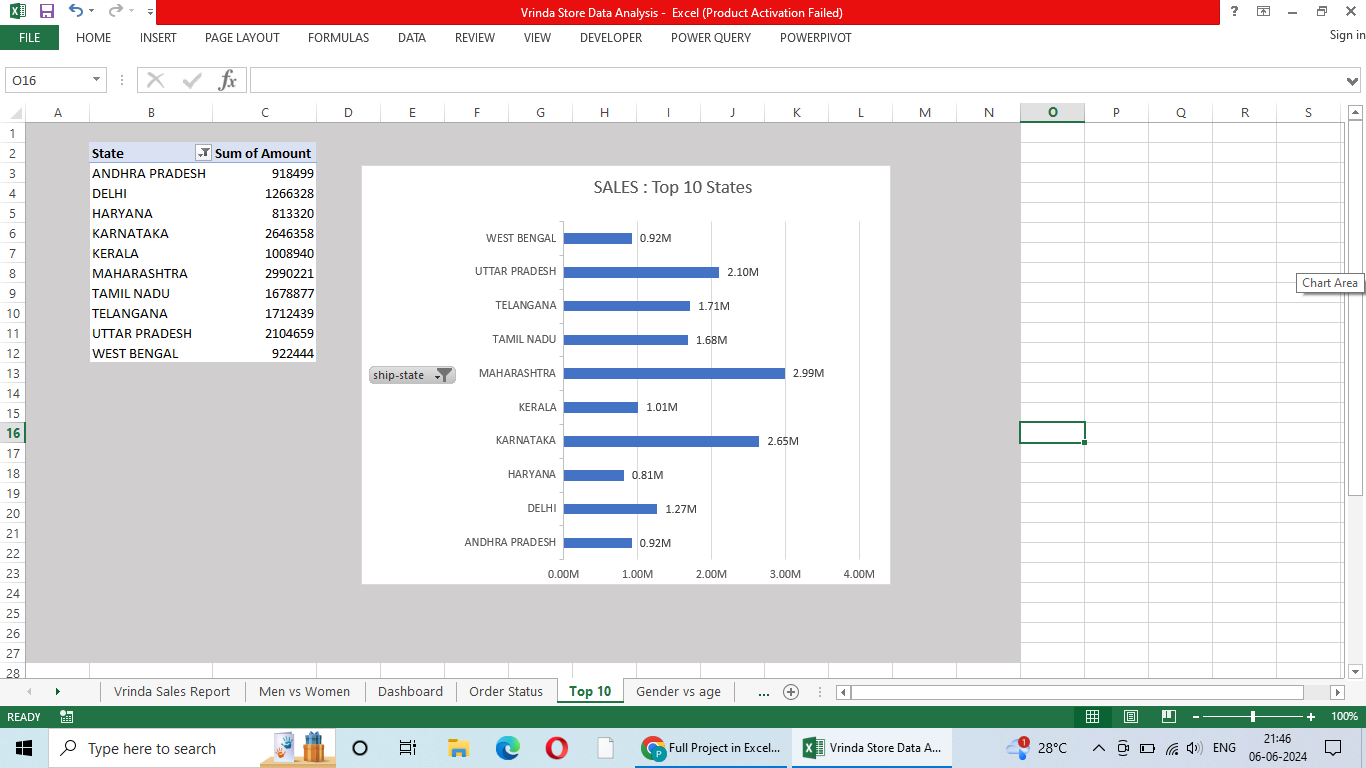 Vrinda Store Data Analysis -  Excel (Product Activation Failed)
FILE HOME INSERT PAGE LAYOUT FORMULAS DATA REVIEW VIEW DEVELOPER POWER QUERY POWERPIVOT Sign in
O16 fx
A B C D E F G H I J K L M N O P Q R S
1
2 State Sum of Amount
3 ANDHRA PRADESH 918499
4 DELHI 1266328
5 HARYANA 813320
6 KARNATAKA 2646358
7 KERALA 1008940
8 MAHARASHTRA 2990221
9 TAMIL NADU 1678877
10 TELANGANA 1712439
11 UTTAR PRADESH 2104659
12 WEST BENGAL 922444
13
14
15
16
17
18
19
20
21
22
23
24
25
26
27
28
SALES : Top 10 States
WEST BENGAL 0.92M
UTTAR PRADESH 2.10M
TELANGANA 1.71M
TAMIL NADU 1.68M
ship-state
MAHARASHTRA 2.99M
KERALA 1.01M
KARNATAKA 2.65M
HARYANA 0.81M
DELHI 1.27M
ANDHRA PRADESH 0.92M
0.00M 1.00M 2.00M 3.00M 4.00M
Chart Area
Vrinda Sales Report Men vs Women Dashboard Order Status Top 10 Gender vs age ...
READY 100%
Type here to search Full Project in Excel... Vrinda Store Data A... 1 28°C ENG 21:46
06-06-2024